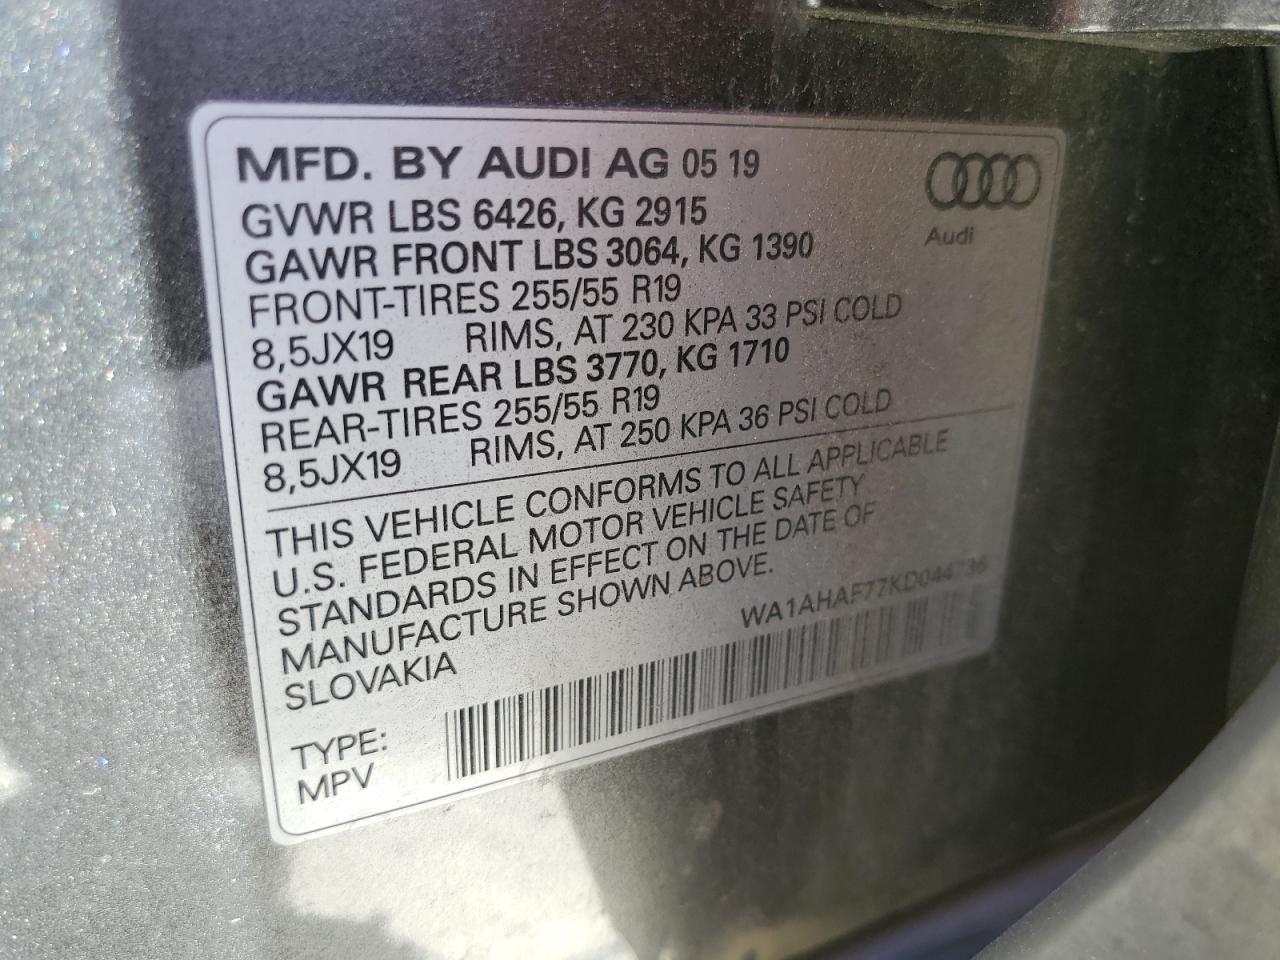 MFD. BY AUDI AG 05 19
GVWR LBS 6426, KG 2915
GAWR FRONT LBS 3064, KG 1390
FRONT-TIRES 255/55 R19
8,5JX19 RIMS, AT 230 KPA 33 PSI COLD
GAWR REAR LBS 3770, KG 1710
REAR-TIRES 255/55 R19
8,5JX19 RIMS, AT 250 KPA 36 PSI COLD
Audi
THIS VEHICLE CONFORMS TO ALL APPLICABLE
U.S. FEDERAL MOTOR VEHICLE SAFETY
STANDARDS IN EFFECT ON THE DATE OF
MANUFACTURE SHOWN ABOVE.
SLOVAKIA
WA1AHAF77KD044736
TYPE:
MPV